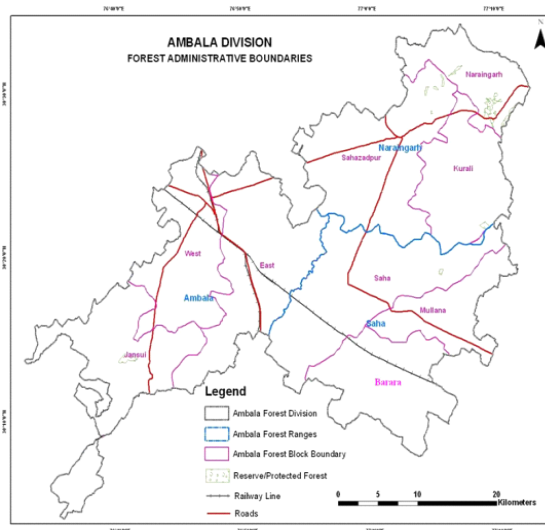 AMBALA DIVISION
FOREST ADMINISTRATIVE BOUNDARIES
N
Naraingarh
Naraingarh
Sahazadpur
Kurali
West
East
Saha
Ambala
Mullana
Saha
Jansui
Barara
Legend
Ambala Forest Division
Ambala Forest Ranges
Ambala Forest Block Boundary
Reserve/Protected Forest
Railway Line
Roads
0 5 10 20
Kilometers